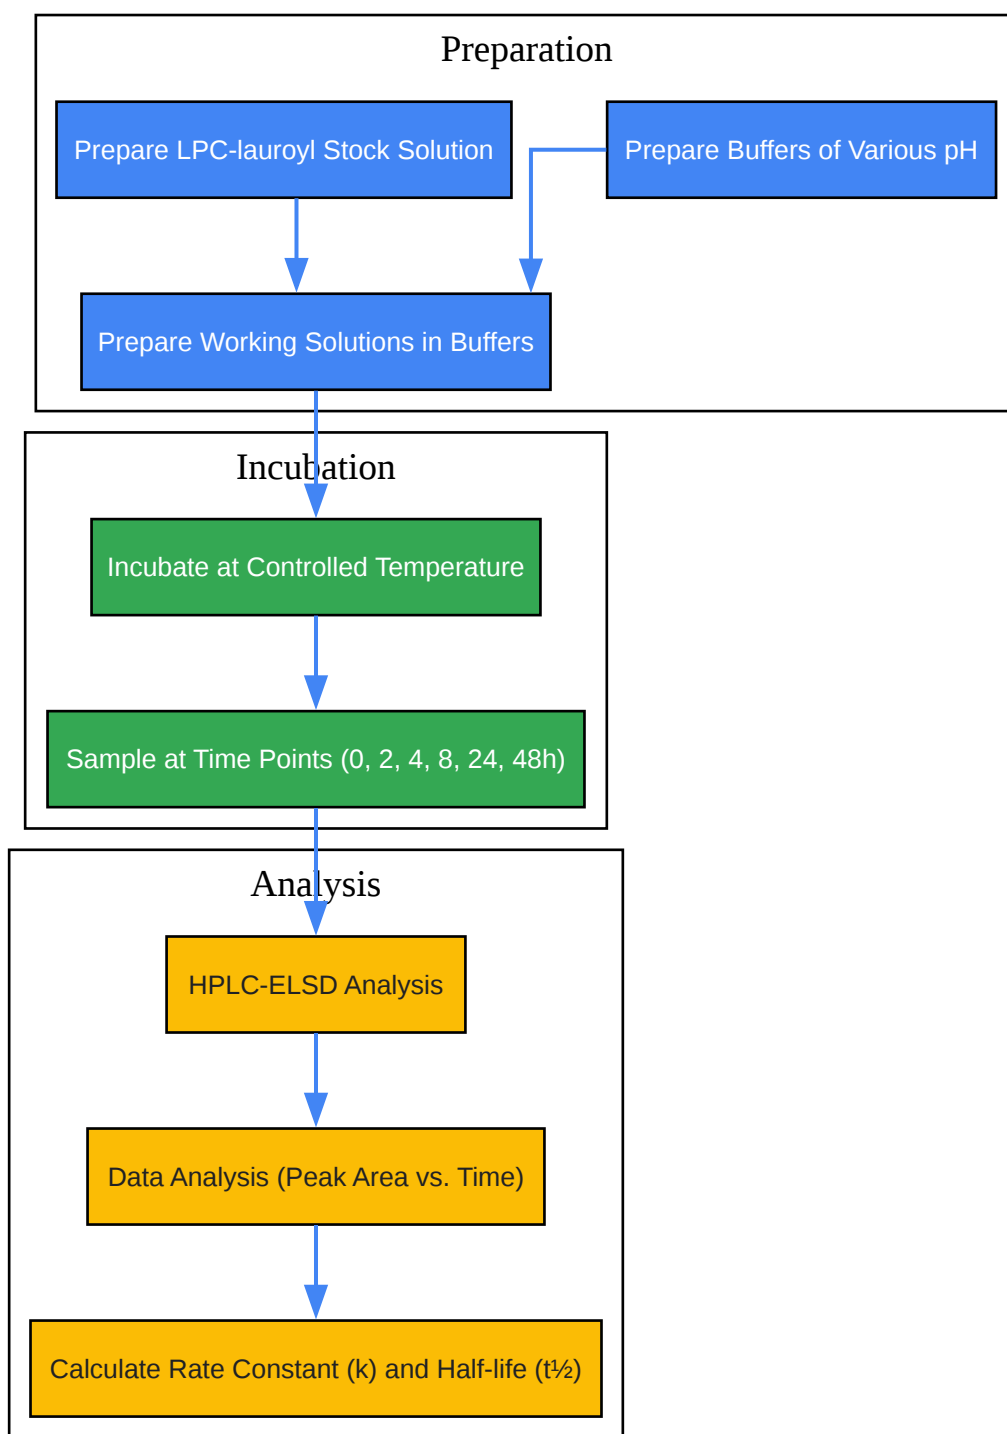 Preparation
Prepare LPC-lauroyl Stock Solution
Prepare Buffers of Various pH
Prepare Working Solutions in Buffers
Incubation
Incubate at Controlled Temperature
Sample at Time Points (0, 2, 4, 8, 24, 48h)
Analysis
HPLC-ELSD Analysis
Data Analysis (Peak Area vs. Time)
Calculate Rate Constant (k) and Half-life (t½)